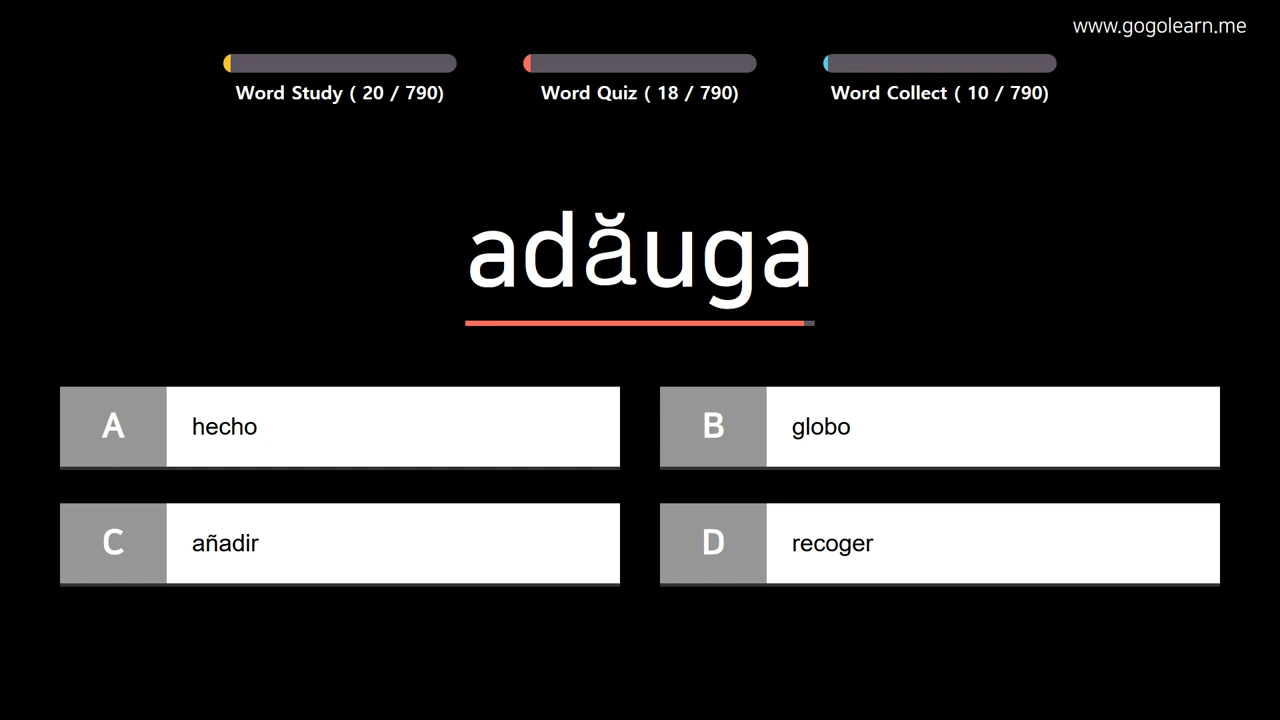 www.gogolearn.me
Word Study ( 20 / 790)
Word Quiz ( 18 / 790)
Word Collect ( 10 / 790)
adăuga
A hecho
B globo
C añadir
D recoger